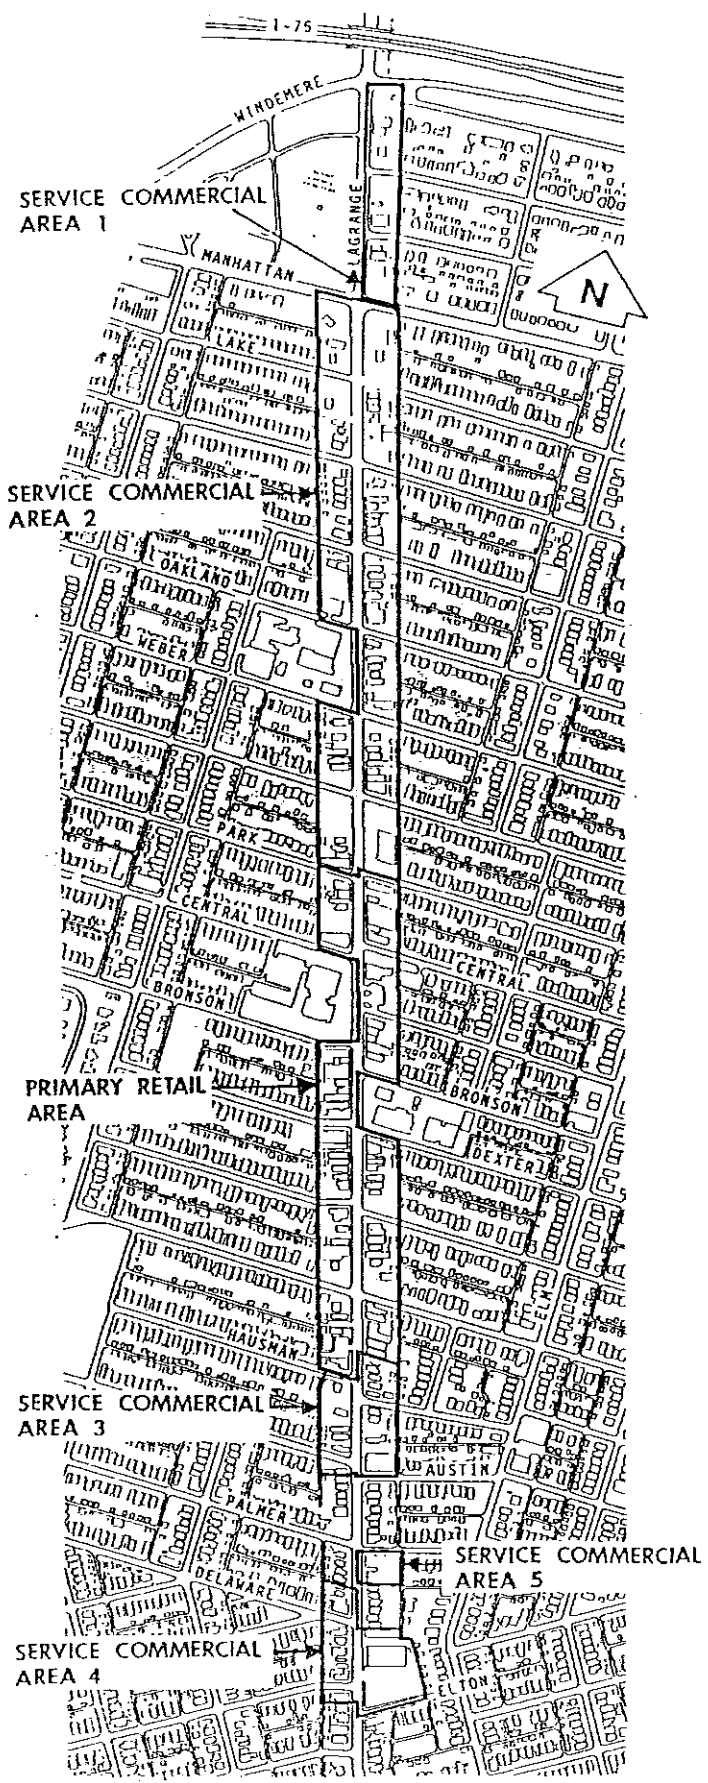 I-75
WINDEMERE
SERVICE COMMERCIAL
AREA 1
LAGRANGE
MANHATTAN
N
LAKE
SERVICE COMMERCIAL
AREA 2
OAKLAND
WEBER
PARK
CENTRAL
CENTRAL
BRONSON
PRIMARY RETAIL
AREA
BRONSON
DEXTER
ELM
HAUSMAN
SERVICE COMMERCIAL
AREA 3
AUSTIN
PALMER
SERVICE COMMERCIAL
AREA 5
DELAWARE
SERVICE COMMERCIAL
AREA 4
ELTON